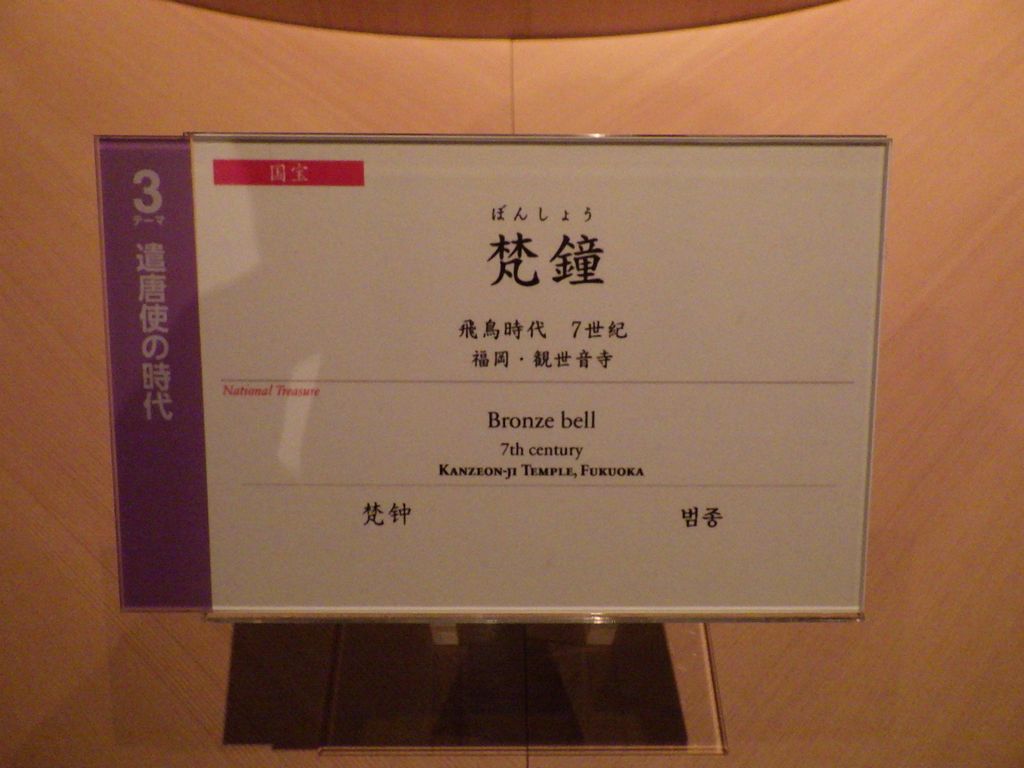 3
テーマ
遣唐使の時代
国宝
ぼんしょう
梵鐘
飛鳥時代 7世紀
福岡・観世音寺
National Treasure
Bronze bell
7th century
KANZEON-JI TEMPLE, FUKUOKA
梵钟
범종